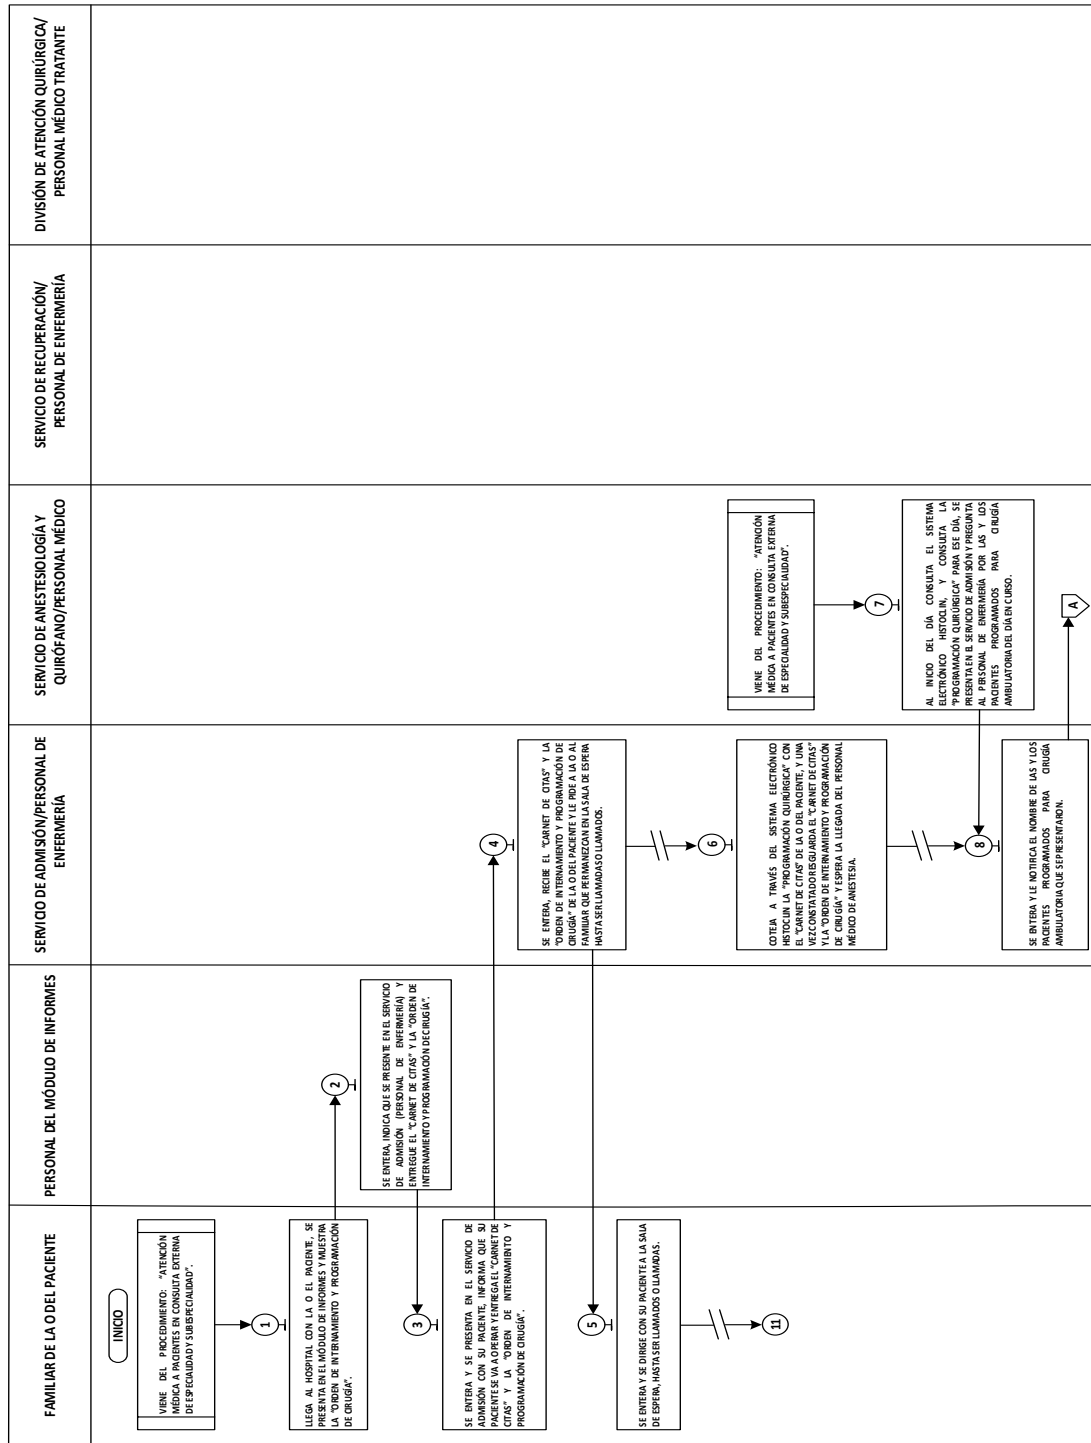 FAMILIAR DE LA O DEL PACIENTE
PERSONAL DEL MÓDULO DE INFORMES
SERVICIO DE ADMISIÓN/PERSONAL DE
ENFERMERÍA
SERVICIO DE ANESTESIOLOGÍA Y
QUIRÓFANO/PERSONAL MÉDICO
SERVICIO DE RECUPERACIÓN/
PERSONAL DE ENFERMERÍA
DIVISIÓN DE ATENCIÓN QUIRÚRGICA/
PERSONAL MÉDICO TRATANTE
INICIO
VIENE DEL PROCEDIMIENTO: "ATENCIÓN
MÉDICA A PACIENTES EN CONSULTA EXTERNA
DE ESPECIALIDAD Y SUBESPECIALIDAD".
1
LLEGA AL HOSPITAL CON LA O EL PACIENTE, SE
PRESENTA EN EL MÓDULO DE INFORMES Y MUESTRA
LA "ORDEN DE INTERNAMIENTO Y PROGRAMACIÓN
DE CIRUGÍA".
2
SE ENTERA, INDICA QUE SE PRESENTE EN EL SERVICIO
DE ADMISIÓN (PERSONAL DE ENFERMERÍA) Y
ENTREGUE EL "CARNET DE CITAS" Y LA "ORDEN DE
INTERNAMIENTO Y PROGRAMACIÓN DE CIRUGÍA".
3
SE ENTERA Y SE PRESENTA EN EL SERVICIO DE
ADMISIÓN CON SU PACIENTE, INFORMA QUE SU
PACIENTE SE VA A OPERAR Y ENTREGA EL "CARNET DE
CITAS" Y LA "ORDEN DE INTERNAMIENTO Y
PROGRAMACIÓN DE CIRUGÍA".
4
SE ENTERA, RECIBE EL "CARNET DE CITAS" Y LA
"ORDEN DE INTERNAMIENTO Y PROGRAMACIÓN DE
CIRUGÍA" DE LA O DEL PACIENTE Y LE PIDE A LA O AL
FAMILIAR QUE PERMANEZCAN EN LA SALA DE ESPERA
HASTA SER LLAMADAS O LLAMADOS.
5
SE ENTERA Y SE DIRIGE CON SU PACIENTE A LA SALA
DE ESPERA, HASTA SER LLAMADOS O LLAMADAS.
11
6
COTEJA A TRAVÉS DEL SISTEMA ELECTRÓNICO
HISTOCLIN LA "PROGRAMACIÓN QUIRÚRGICA" CON
EL "CARNET DE CITAS" DE LA O DEL PACIENTE, Y UNA
VEZ CONSTATADO RESGUARDA EL "CARNET DE CITAS"
Y LA "ORDEN DE INTERNAMIENTO Y PROGRAMACIÓN
DE CIRUGÍA" Y ESPERA LA LLEGADA DEL PERSONAL
MÉDICO DE ANESTESIA.
VIENE DEL PROCEDIMIENTO: "ATENCIÓN
MÉDICA A PACIENTES EN CONSULTA EXTERNA
DE ESPECIALIDAD Y SUBESPECIALIDAD".
7
AL INICIO DEL DÍA CONSULTA EL SISTEMA
ELECTRÓNICO HISTOCLIN, Y CONSULTA LA
"PROGRAMACIÓN QUIRÚRGICA" PARA ESE DÍA, SE
PRESENTA EN EL SERVICIO DE ADMISIÓN Y PREGUNTA
AL PERSONAL DE ENFERMERÍA POR LAS Y LOS
PACIENTES PROGRAMADOS PARA CIRUGÍA
AMBULATORIA DEL DÍA EN CURSO.
8
SE ENTERA Y LE NOTIFICA EL NOMBRE DE LAS Y LOS
PACIENTES PROGRAMADOS PARA CIRUGÍA
AMBULATORIA QUE SE PRESENTARON.
A